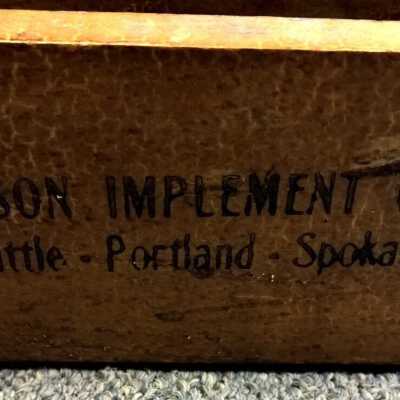 SON IMPLEMENT
ttle - Portland - Spoka